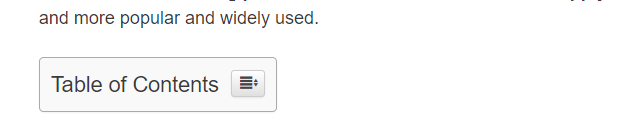 and more popular and widely used.
Table of Contents